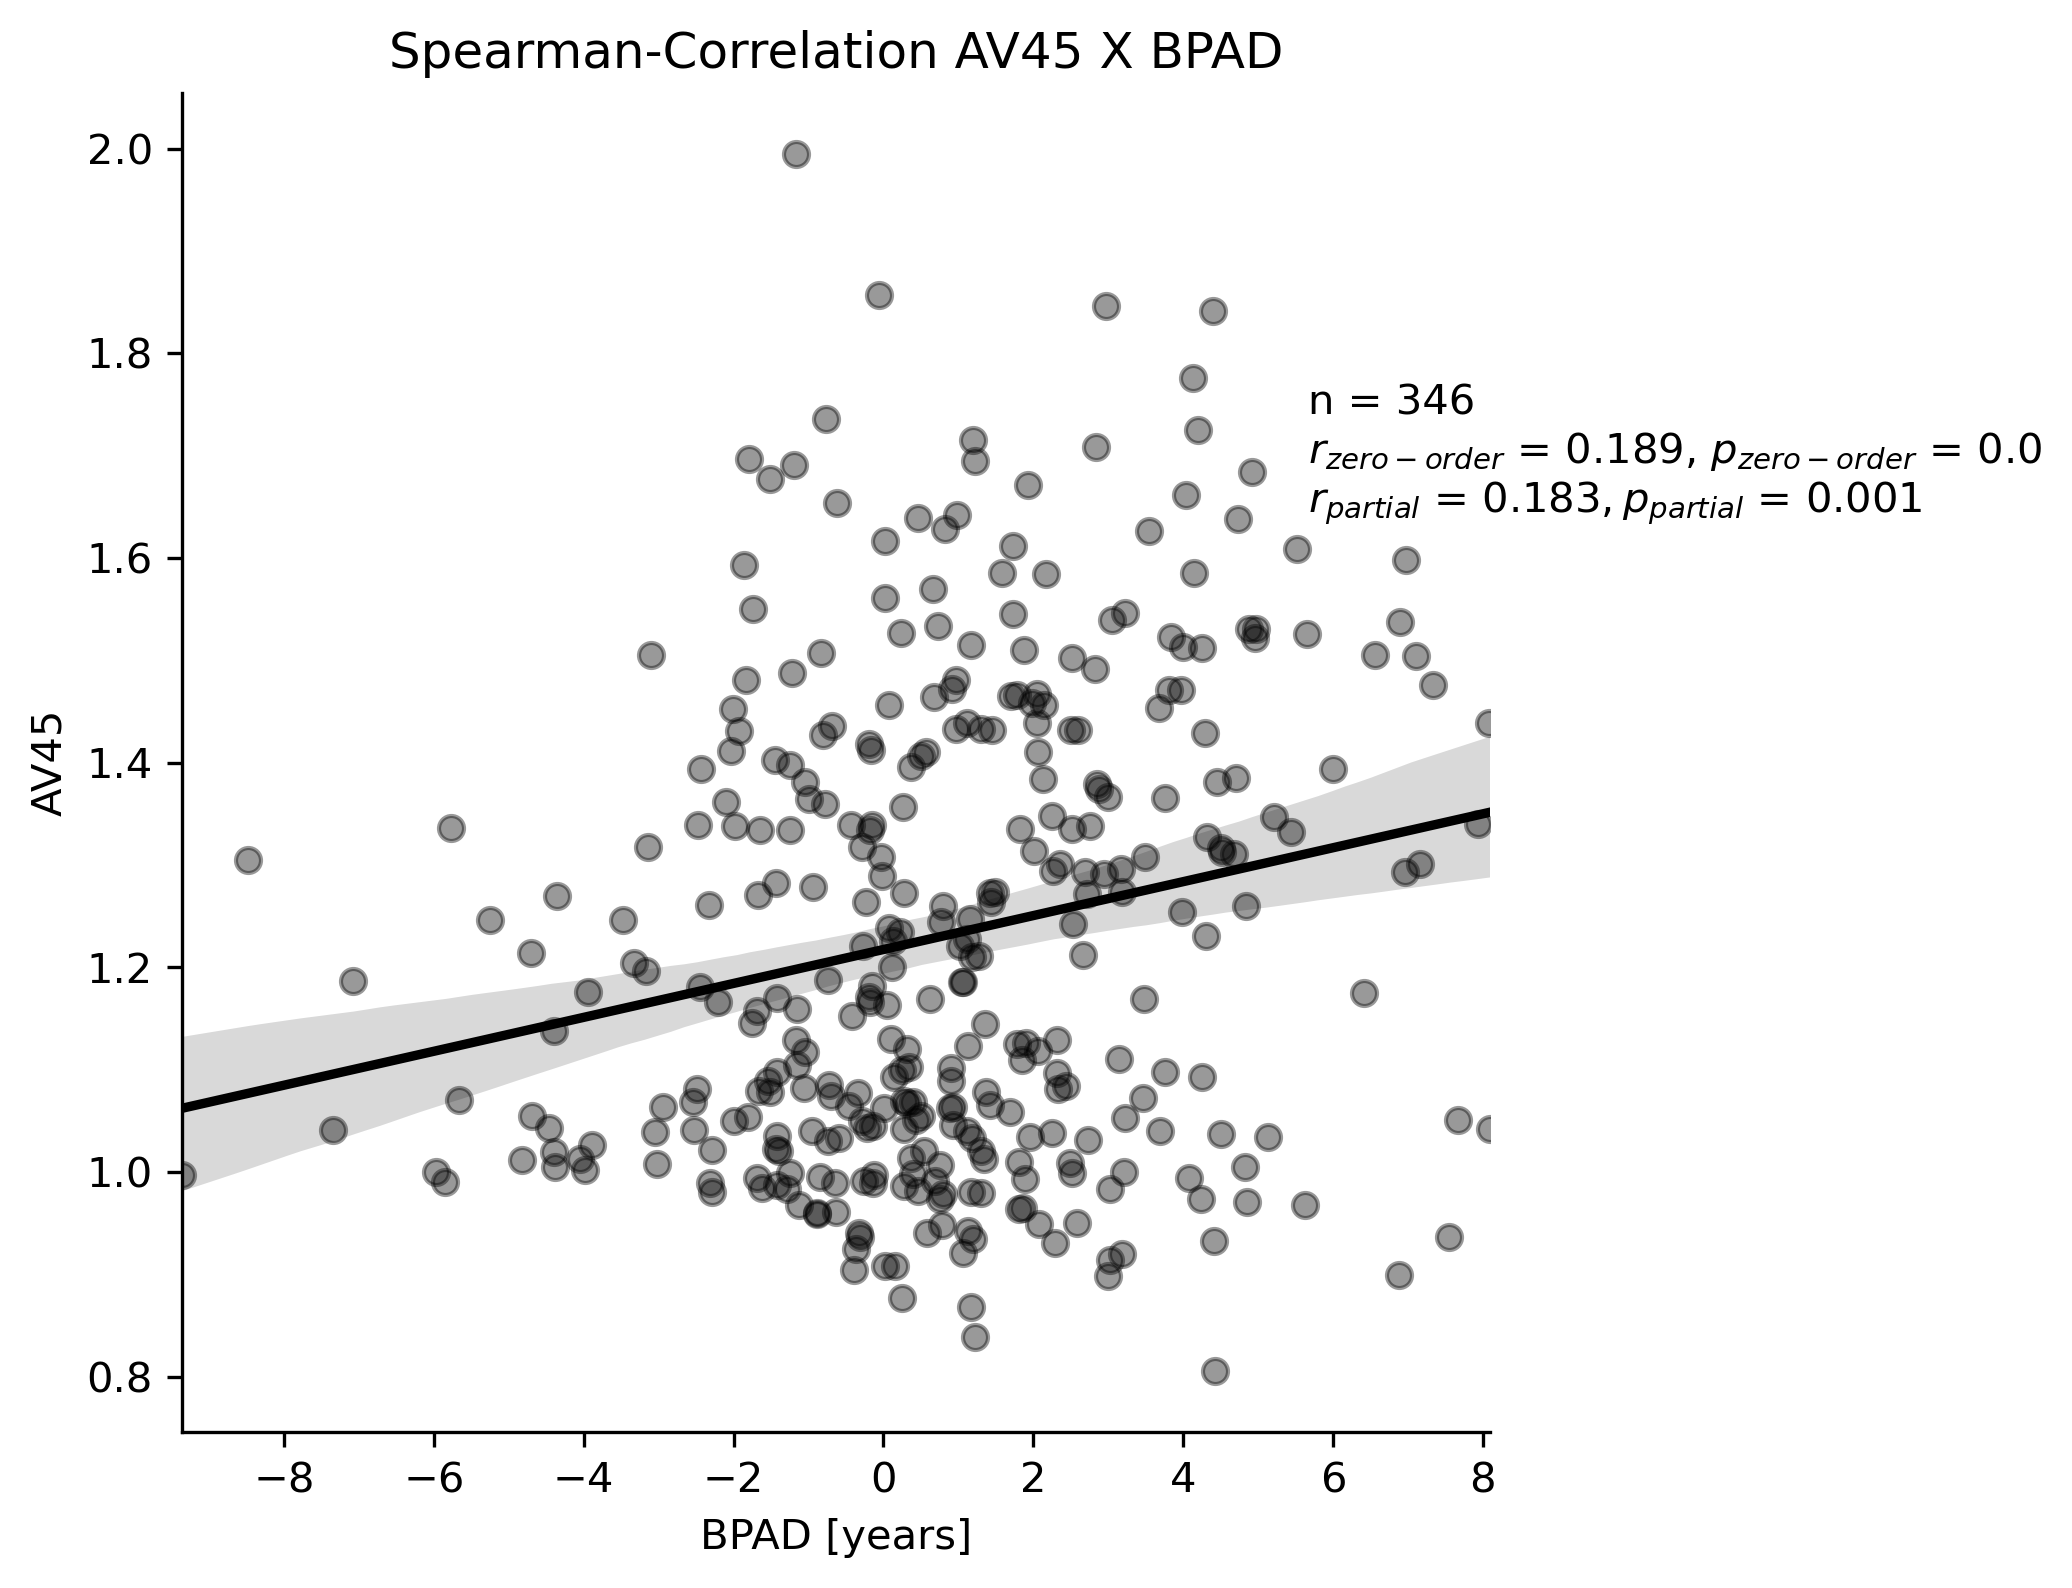 Spearman-Correlation AV45 X BPAD
2.0
1.8
1.6
1.4
1.2
1.0
0.8
AV45
n = 346
r_zero−order = 0.189, p_zero−order = 0.0
r_partial = 0.183, p_partial = 0.001
−8 −6 −4 −2 0 2 4 6 8
BPAD [years]